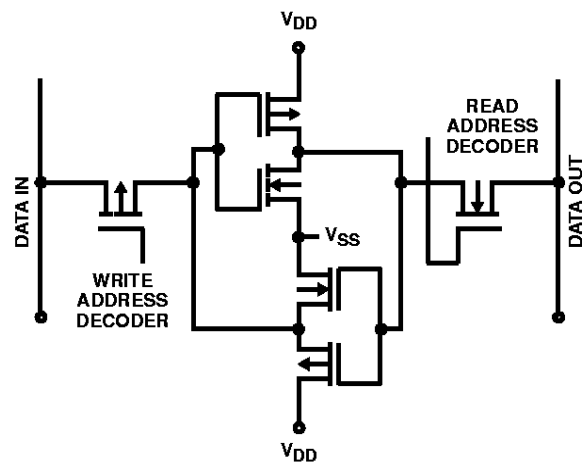 VDD
READ
ADDRESS
DECODER
DATA IN
DATA OUT
VSS
WRITE
ADDRESS
DECODER
VDD